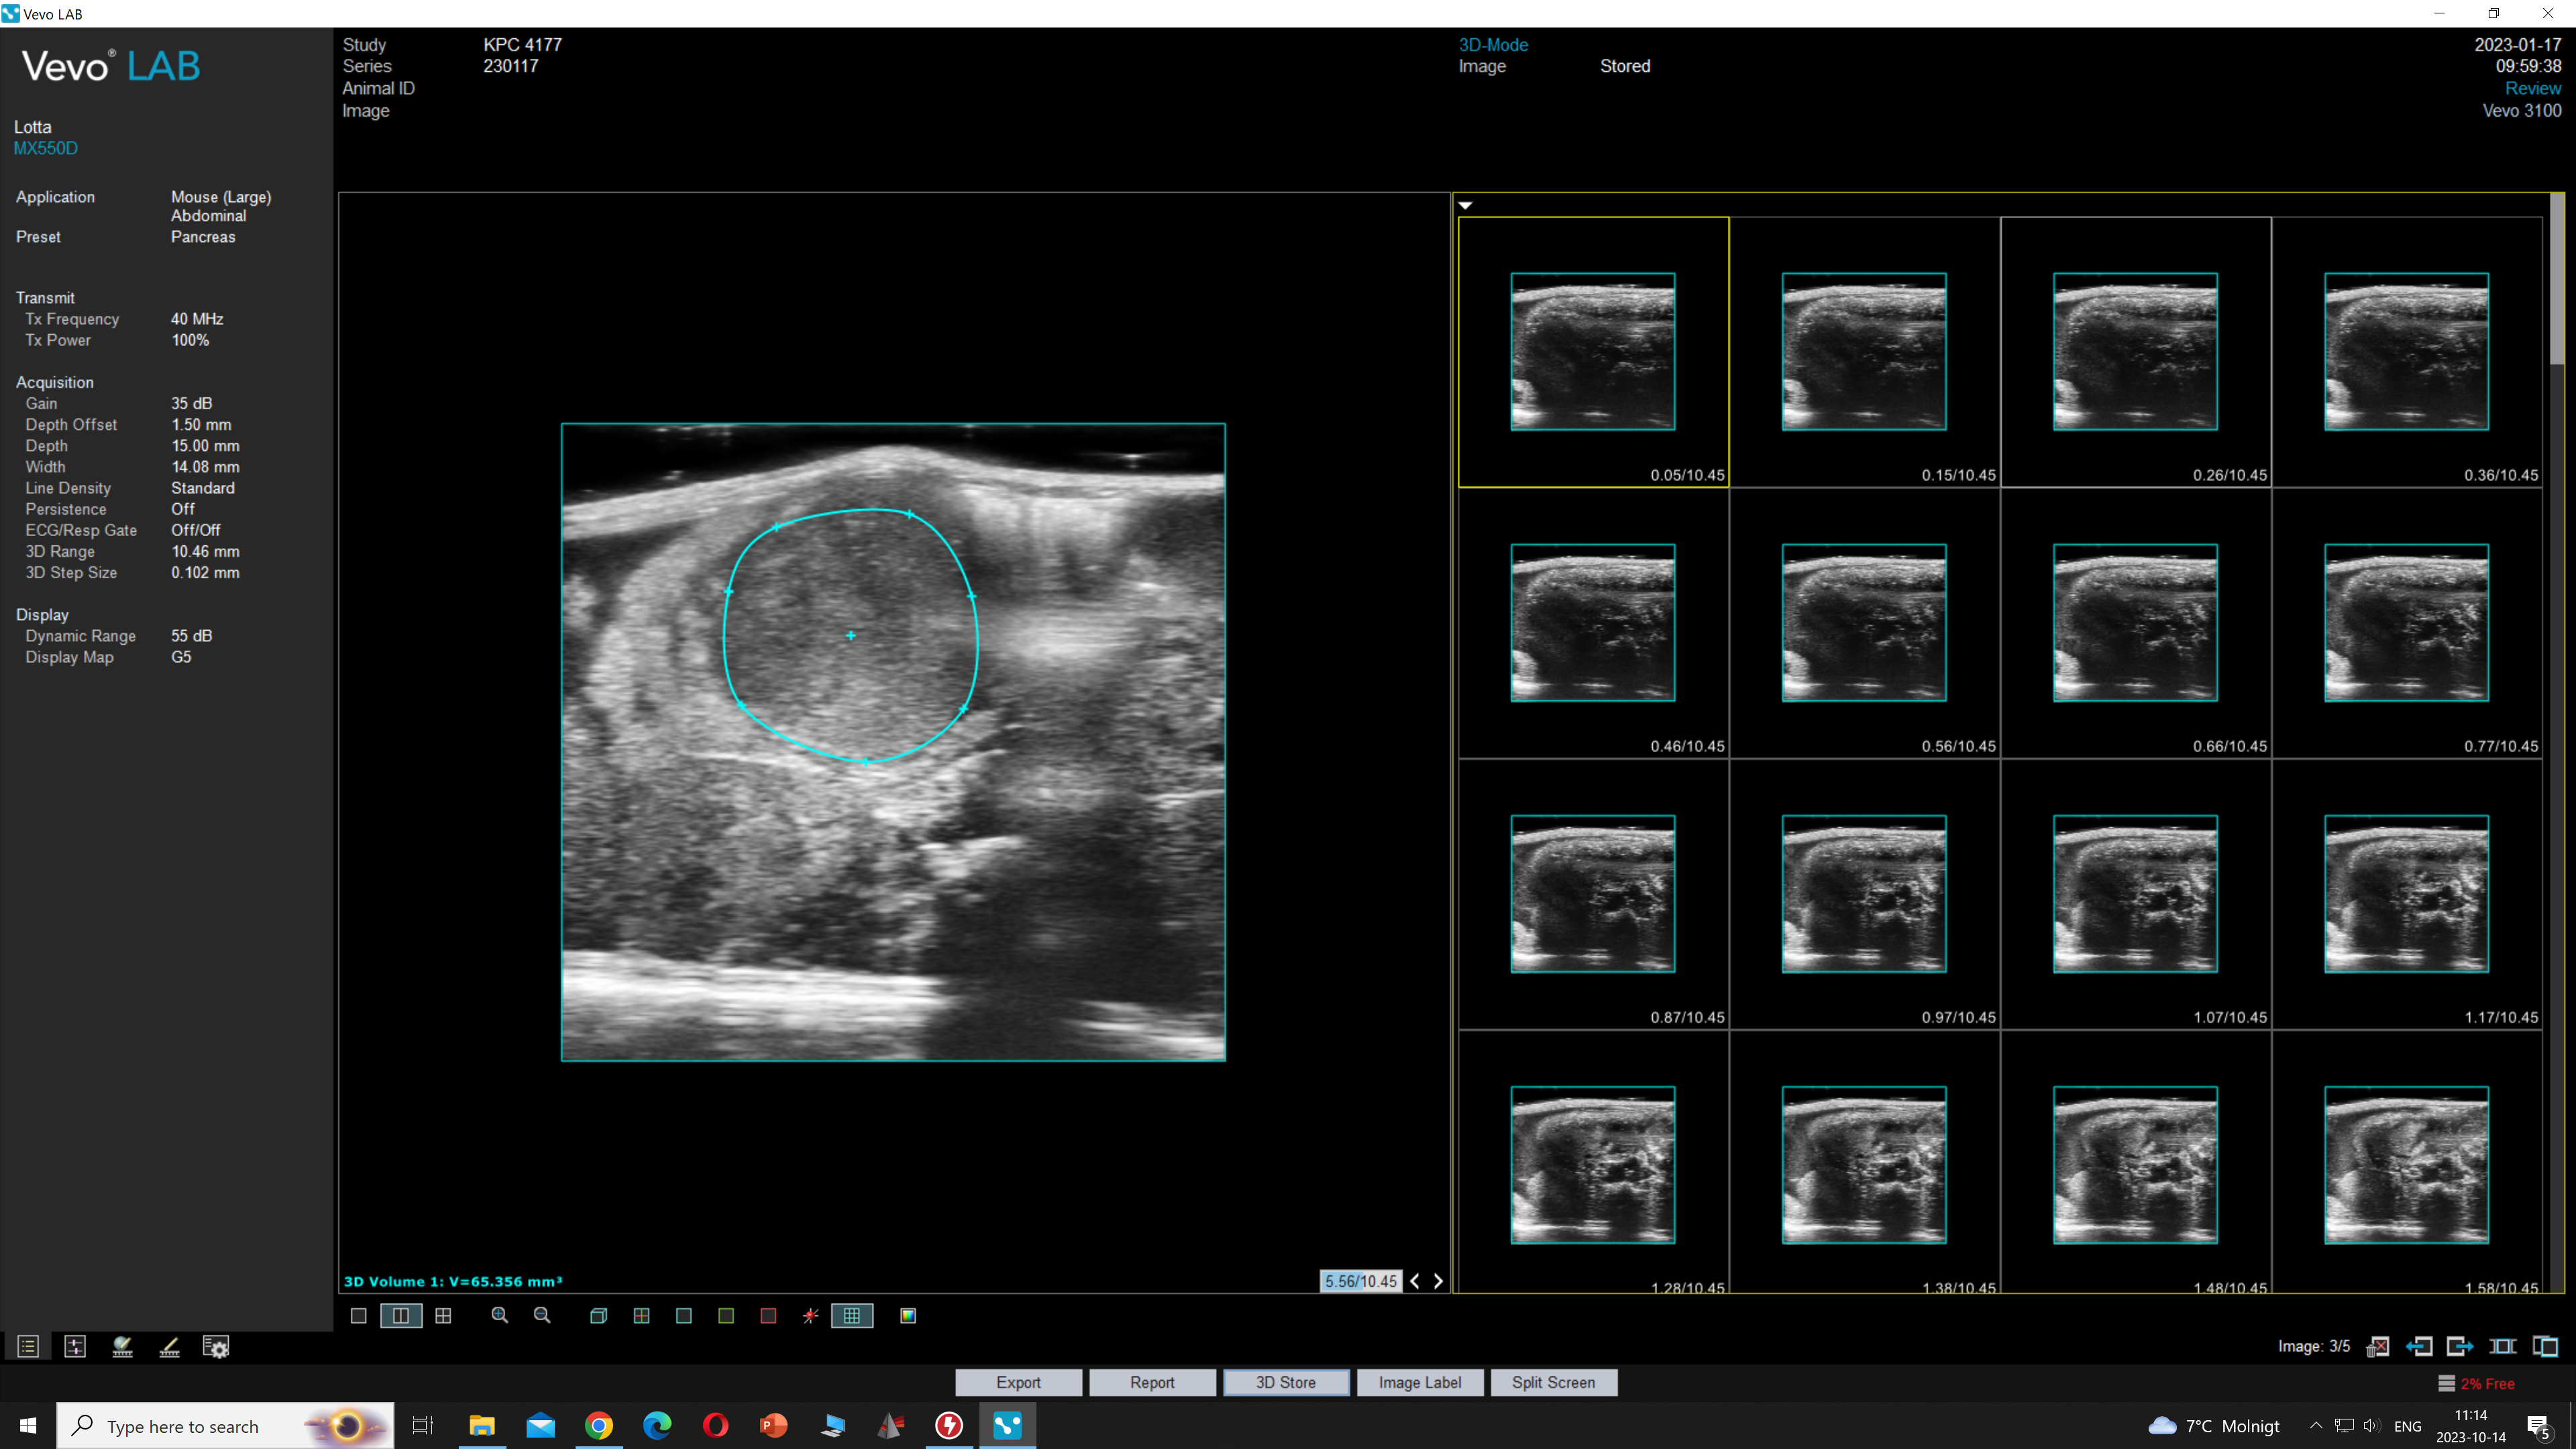 Vevo LAB
Vevo® LAB
Lotta
MX550D
Application Mouse (Large)
Abdominal
Preset Pancreas
Transmit
Tx Frequency 40 MHz
Tx Power 100%
Acquisition
Gain 35 dB
Depth Offset 1.50 mm
Depth 15.00 mm
Width 14.08 mm
Line Density Standard
Persistence Off
ECG/Resp Gate Off/Off
3D Range 10.46 mm
3D Step Size 0.102 mm
Display
Dynamic Range 55 dB
Display Map G5
Study KPC 4177
Series 230117
Animal ID
Image
3D-Mode
Image Stored
2023-01-17
09:59:38
Review
Vevo 3100
0.05/10.45 0.15/10.45 0.26/10.45 0.36/10.45
0.46/10.45 0.56/10.45 0.66/10.45 0.77/10.45
0.87/10.45 0.97/10.45 1.07/10.45 1.17/10.45
1.28/10.45 1.38/10.45 1.48/10.45 1.58/10.45
3D Volume 1: V=65.356 mm³
5.56/10.45
Image: 3/5
Export Report 3D Store Image Label Split Screen
2% Free
Type here to search
7°C Molnigt
ENG
11:14
2023-10-14
5